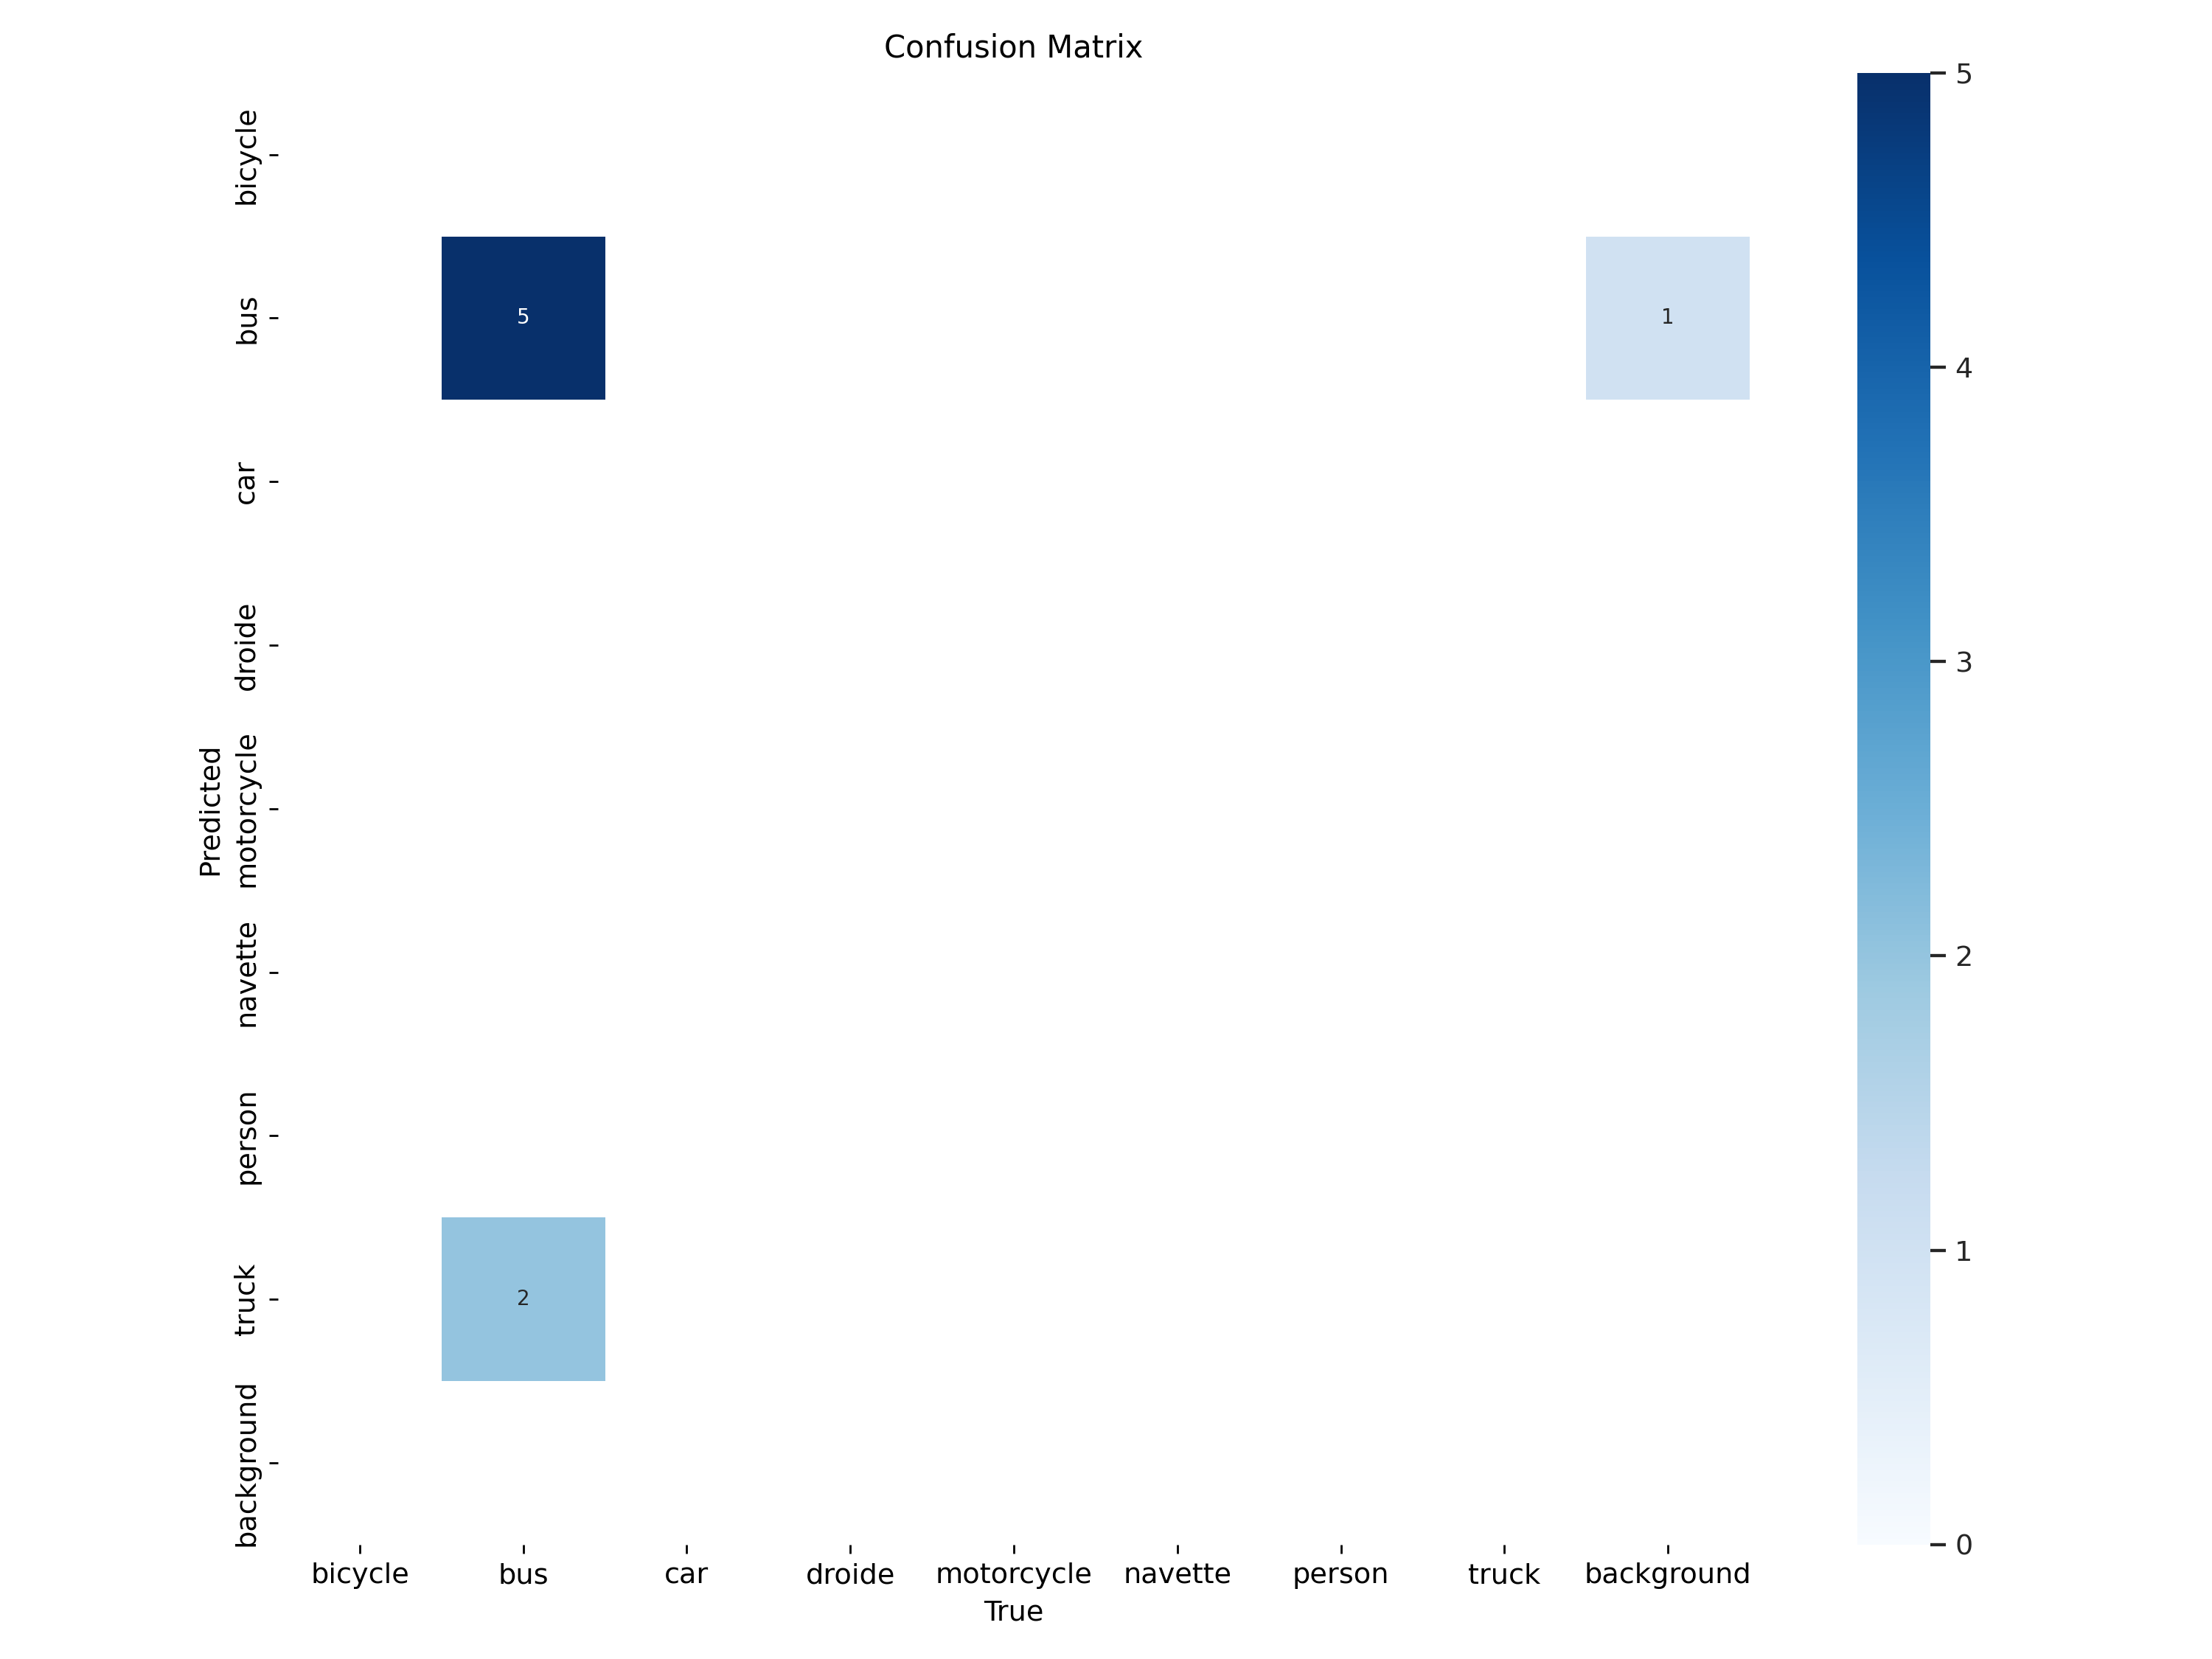 Confusion Matrix
Predicted
bicycle
bus
car
droide
motorcycle
navette
person
truck
background
5
1
2
bicycle bus car droide motorcycle navette person truck background
True
5
4
3
2
1
0